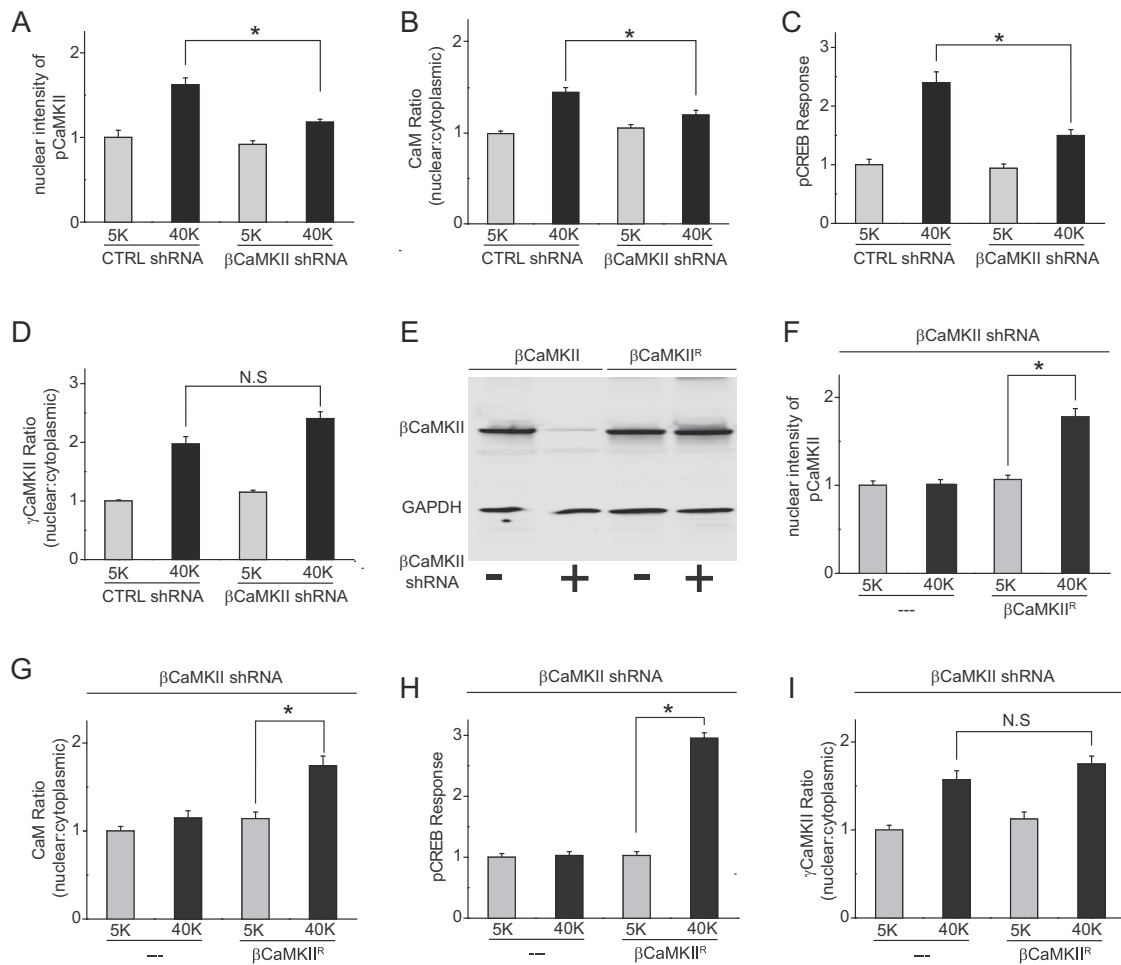 A
nuclear intensity of
pCaMKII
2
1
0
*
5K 40K 5K 40K
CTRL shRNA βCaMKII shRNA
B
CaM Ratio
(nuclear:cytoplasmic)
2
1
0
*
5K 40K 5K 40K
CTRL shRNA βCaMKII shRNA
C
pCREB Response
3
2
1
0
*
5K 40K 5K 40K
CTRL shRNA βCaMKII shRNA
D
γCaMKII Ratio
(nuclear:cytoplasmic)
3
2
1
0
N.S
5K 40K 5K 40K
CTRL shRNA βCaMKII shRNA
E
βCaMKII βCaMKIIᴿ
βCaMKII
GAPDH
βCaMKII
shRNA
- + - +
F
βCaMKII shRNA
nuclear intensity of
pCaMKII
2
1
0
*
5K 40K 5K 40K
--- βCaMKIIᴿ
G
βCaMKII shRNA
CaM Ratio
(nuclear:cytoplasmic)
2
1
0
*
5K 40K 5K 40K
--- βCaMKIIᴿ
H
βCaMKII shRNA
pCREB Response
3
2
1
0
*
5K 40K 5K 40K
--- βCaMKIIᴿ
I
βCaMKII shRNA
γCaMKII Ratio
(nuclear:cytoplasmic)
2
1
0
N.S
5K 40K 5K 40K
--- βCaMKIIᴿ